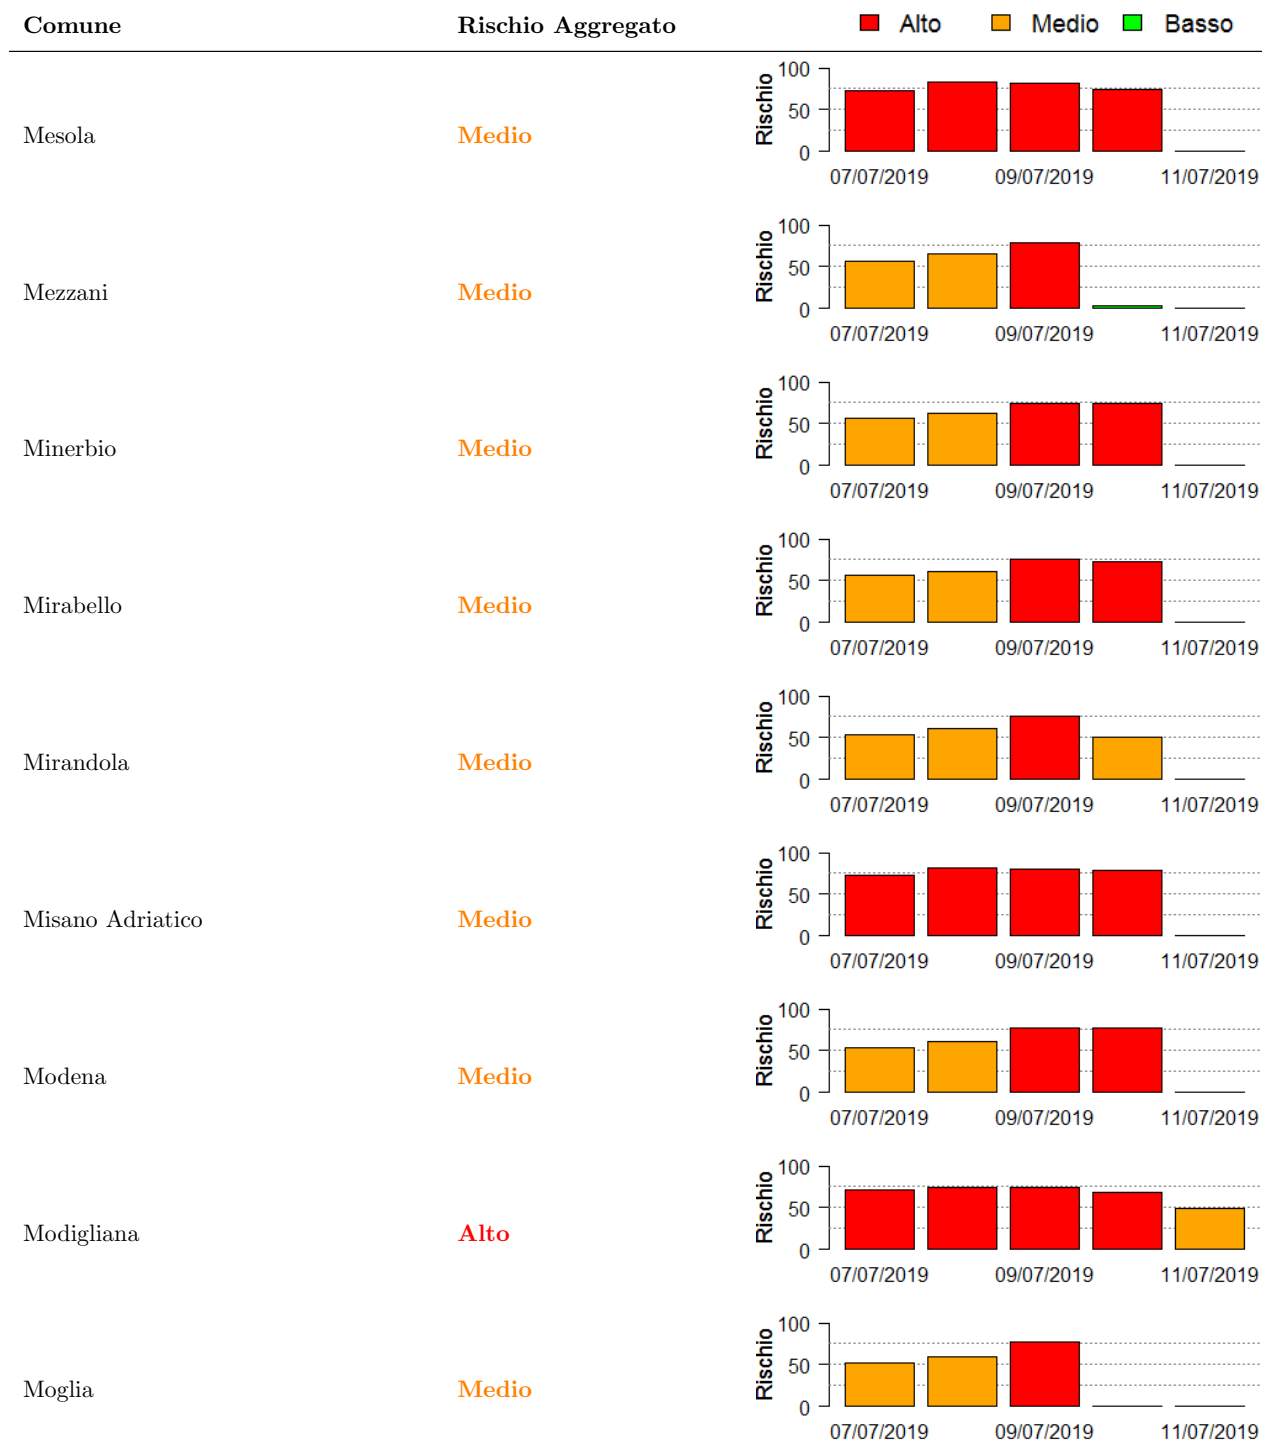 Comune Rischio Aggregato Alto Medio Basso
Mesola Medio Rischio 100 50 0
07/07/2019 09/07/2019 11/07/2019
Mezzani Medio Rischio 100 50 0
07/07/2019 09/07/2019 11/07/2019
Minerbio Medio Rischio 100 50 0
07/07/2019 09/07/2019 11/07/2019
Mirabello Medio Rischio 100 50 0
07/07/2019 09/07/2019 11/07/2019
Mirandola Medio Rischio 100 50 0
07/07/2019 09/07/2019 11/07/2019
Misano Adriatico Medio Rischio 100 50 0
07/07/2019 09/07/2019 11/07/2019
Modena Medio Rischio 100 50 0
07/07/2019 09/07/2019 11/07/2019
Modigliana Alto Rischio 100 50 0
07/07/2019 09/07/2019 11/07/2019
Moglia Medio Rischio 100 50 0
07/07/2019 09/07/2019 11/07/2019